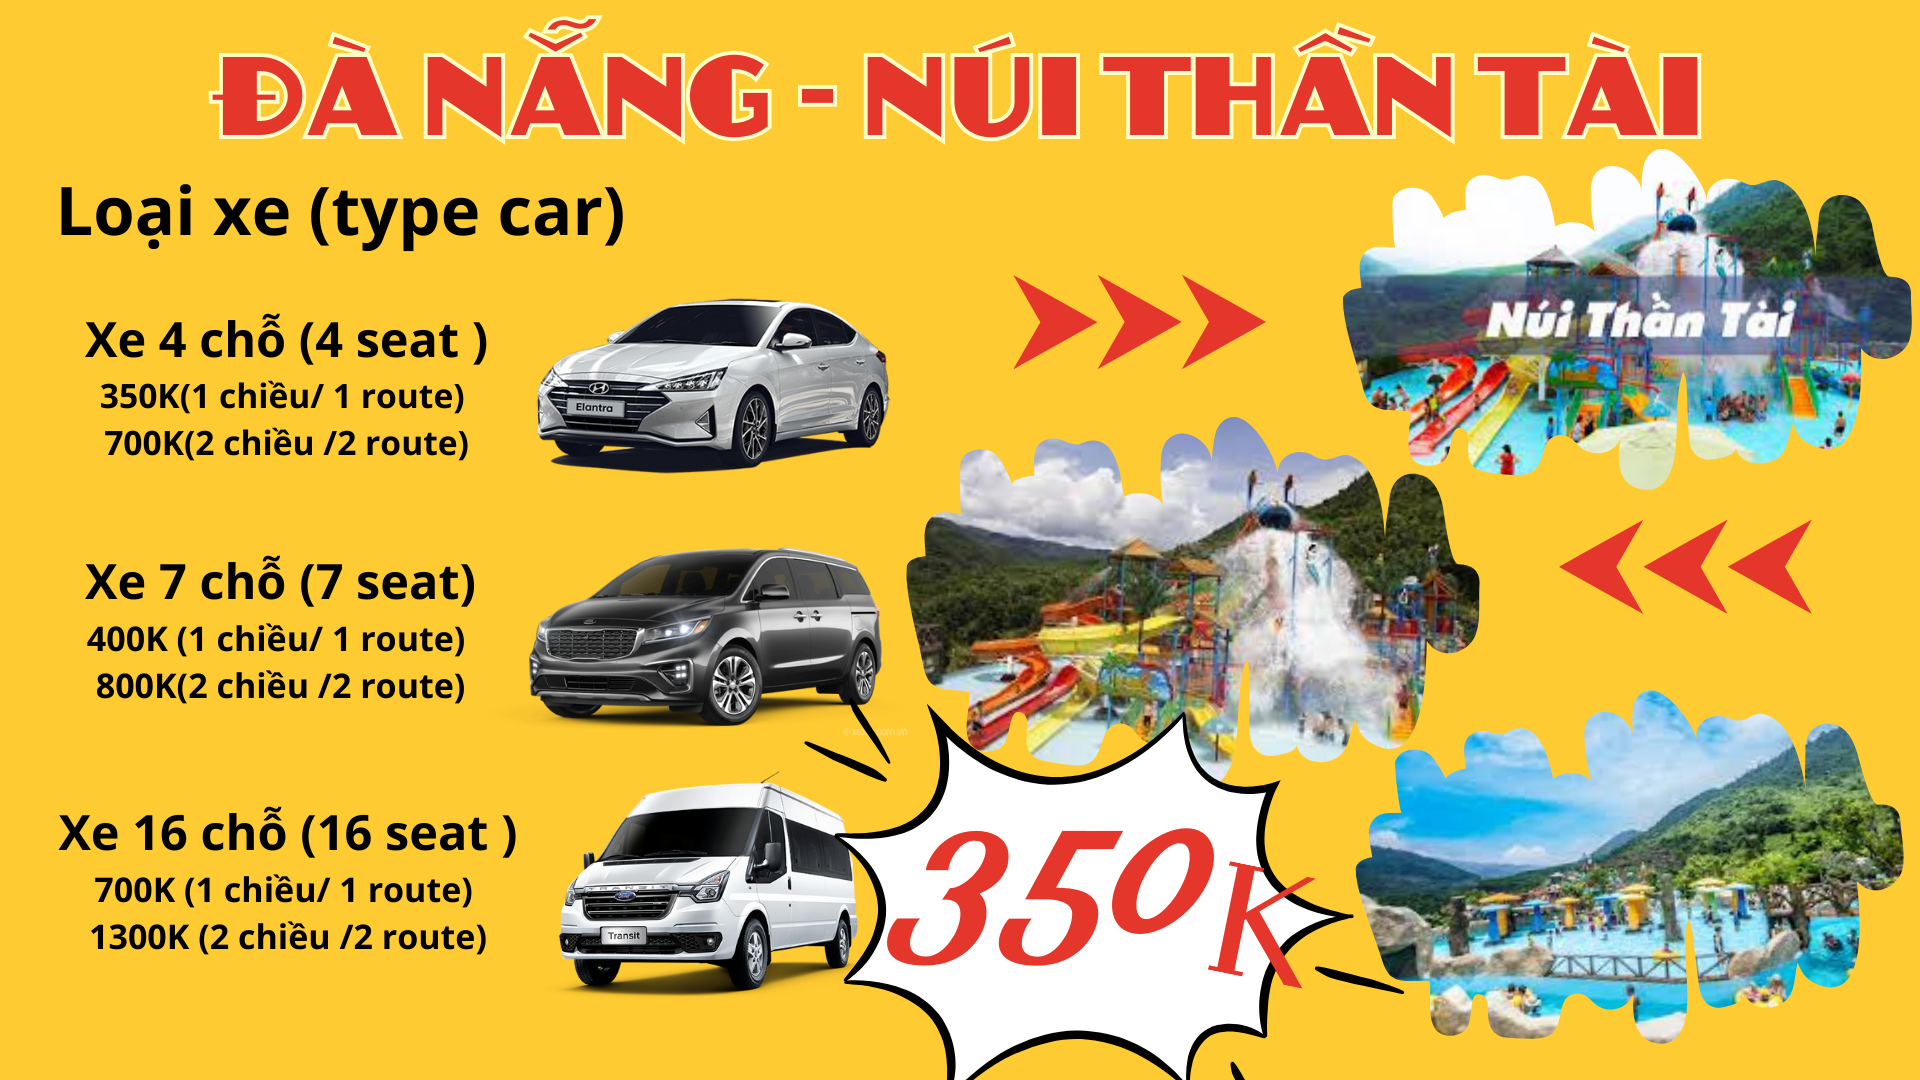 ĐÀ NẴNG - NÚI THẦN TÀI
Loại xe (type car)
Xe 4 chỗ (4 seat )
350K(1 chiều/ 1 route)
700K(2 chiều /2 route)
Elantra
Núi Thần Tài
Xe 7 chỗ (7 seat)
400K (1 chiều/ 1 route)
800K(2 chiều /2 route)
Xe 16 chỗ (16 seat )
700K (1 chiều/ 1 route)
1300K (2 chiều /2 route)
Transit
350K